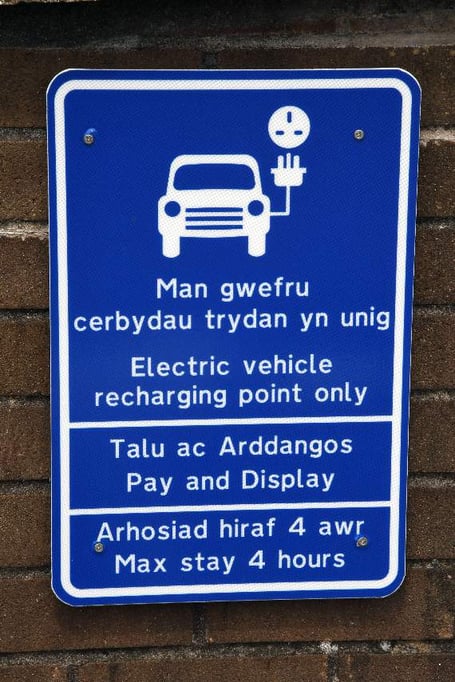 Man gwefru
cerbydau trydan yn unig
Electric vehicle
recharging point only
Talu ac Arddangos
Pay and Display
Arhosiad hiraf 4 awr
Max stay 4 hours